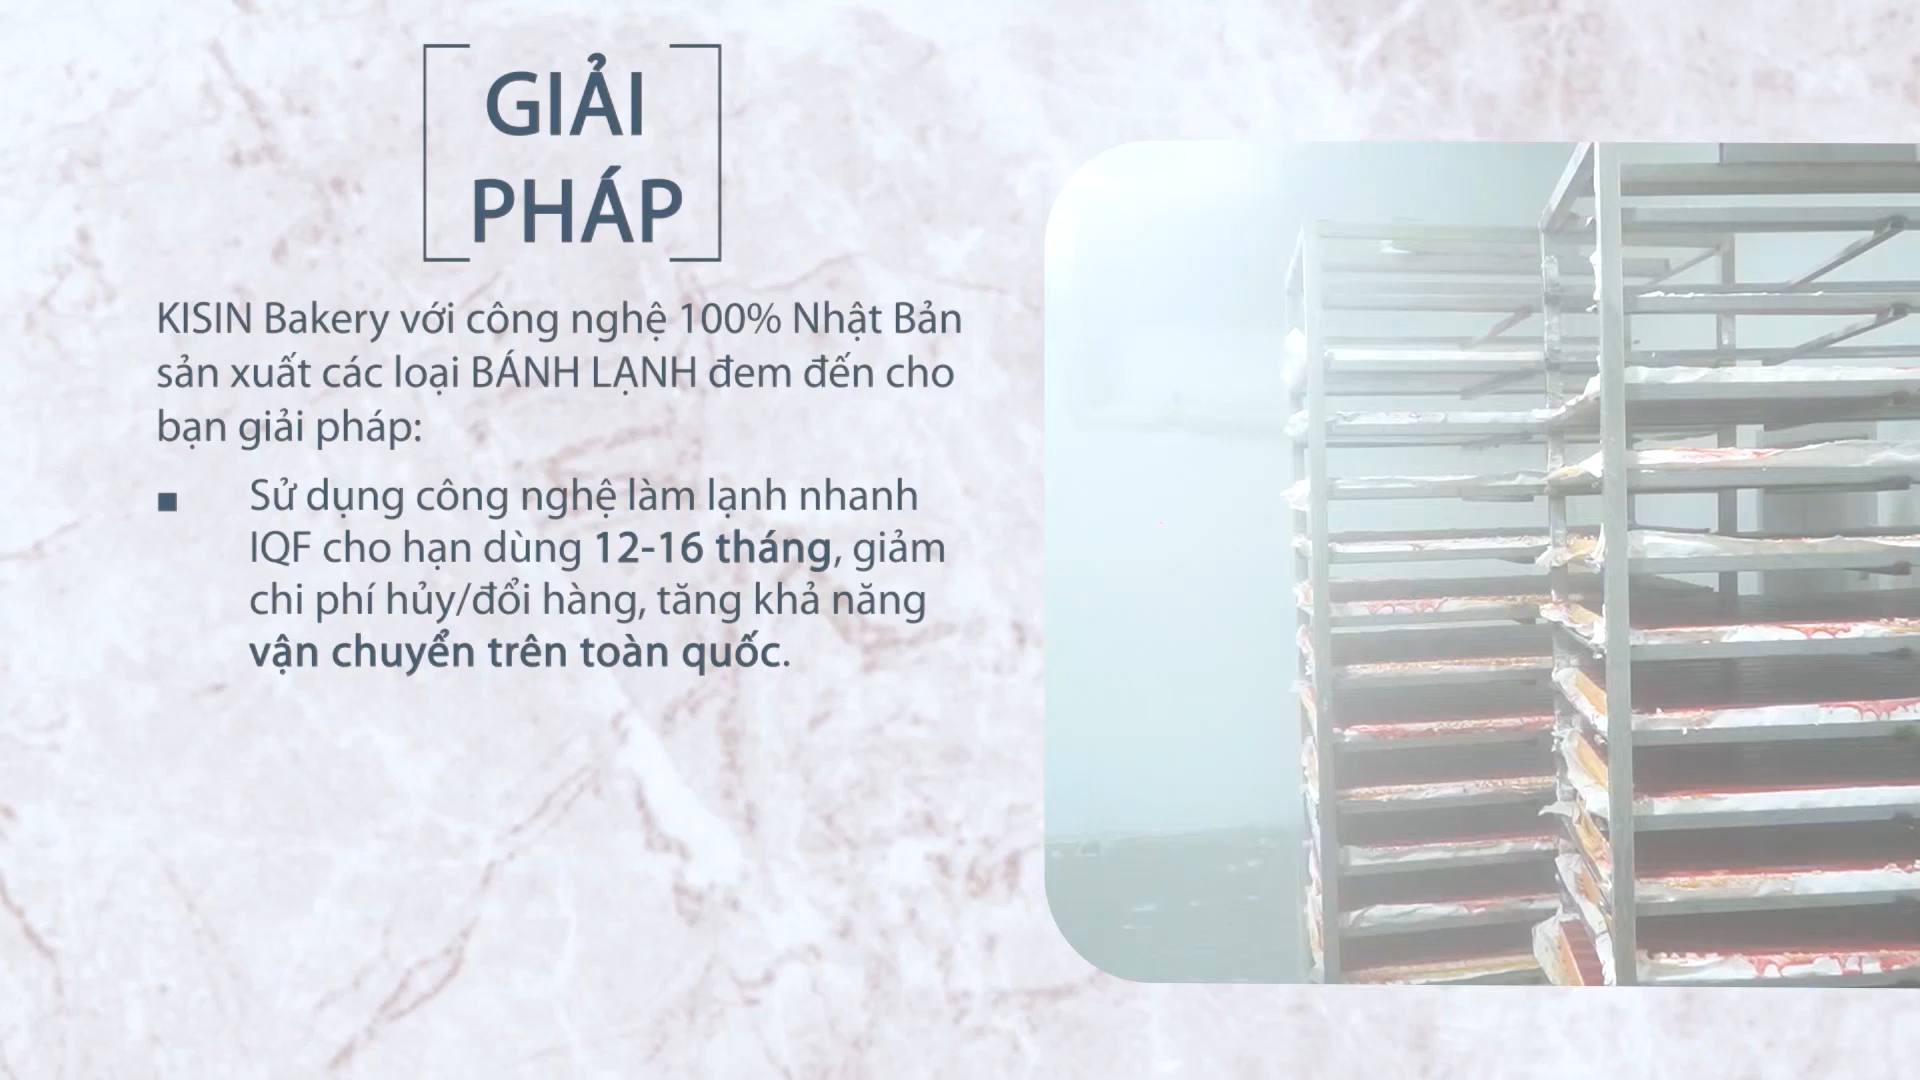 GIẢI
PHÁP
KISIN Bakery với công nghệ 100% Nhật Bản
sản xuất các loại BÁNH LẠNH đem đến cho
bạn giải pháp:
▪ Sử dụng công nghệ làm lạnh nhanh
IQF cho hạn dùng 12-16 tháng, giảm
chi phí hủy/đổi hàng, tăng khả năng
vận chuyển trên toàn quốc.